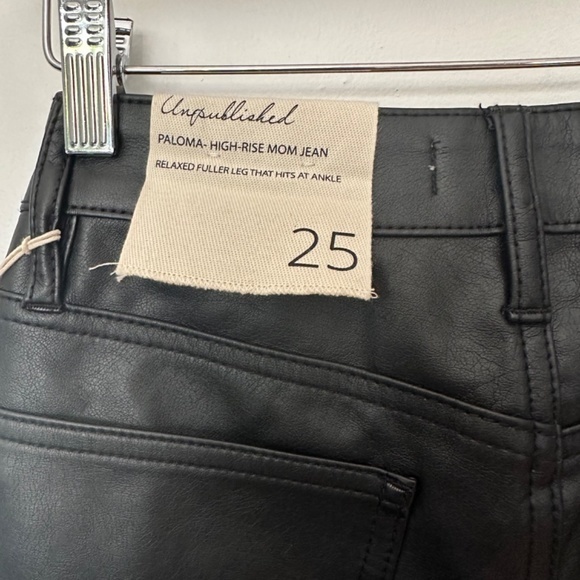 Unpublished
PALOMA- HIGH-RISE MOM JEAN
RELAXED FULLER LEG THAT HITS AT ANKLE
25